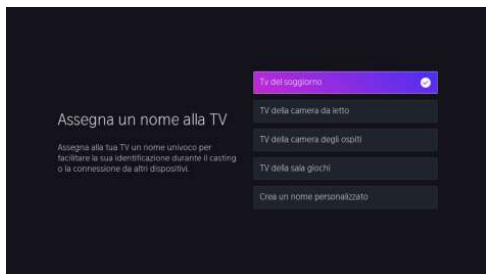 Assegna un nome alla TV
Assegna alla tua TV un nome univoco per
facilitare la sua identificazione durante il casting
o la connessione da altri dispositivi.
Tv del soggiorno
TV della camera da letto
TV della camera degli ospiti
TV della sala giochi
Crea un nome personalizzato